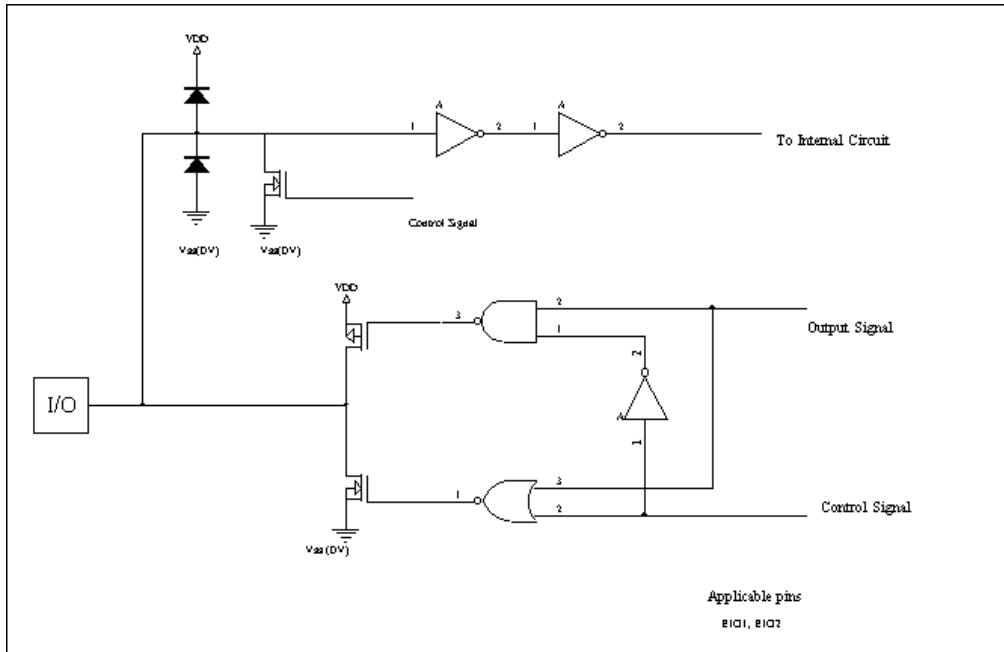 VDD
A
A
1
2
1
2
To Internal Circuit
Control Signal
Vss(DV)
Vss(DV)
VDD
3
2
1
Output Signal
2
I/O
A
1
1
3
2
Control Signal
Vss(DV)
Applicable pins
EIO1, EIO2